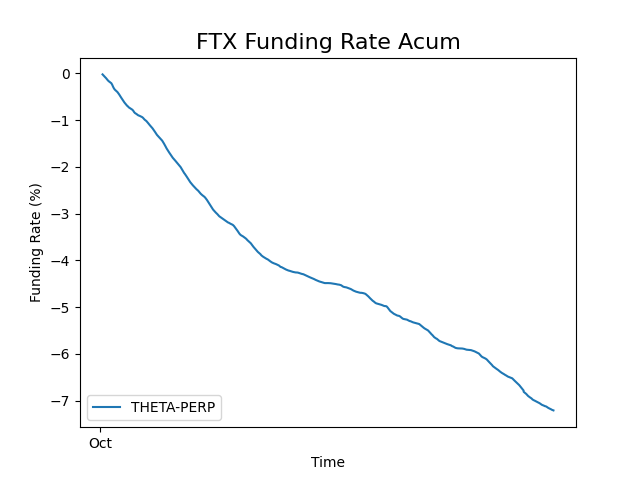 FTX Funding Rate Acum
Funding Rate (%)
0
−1
−2
−3
−4
−5
−6
−7
THETA-PERP
Oct
Time